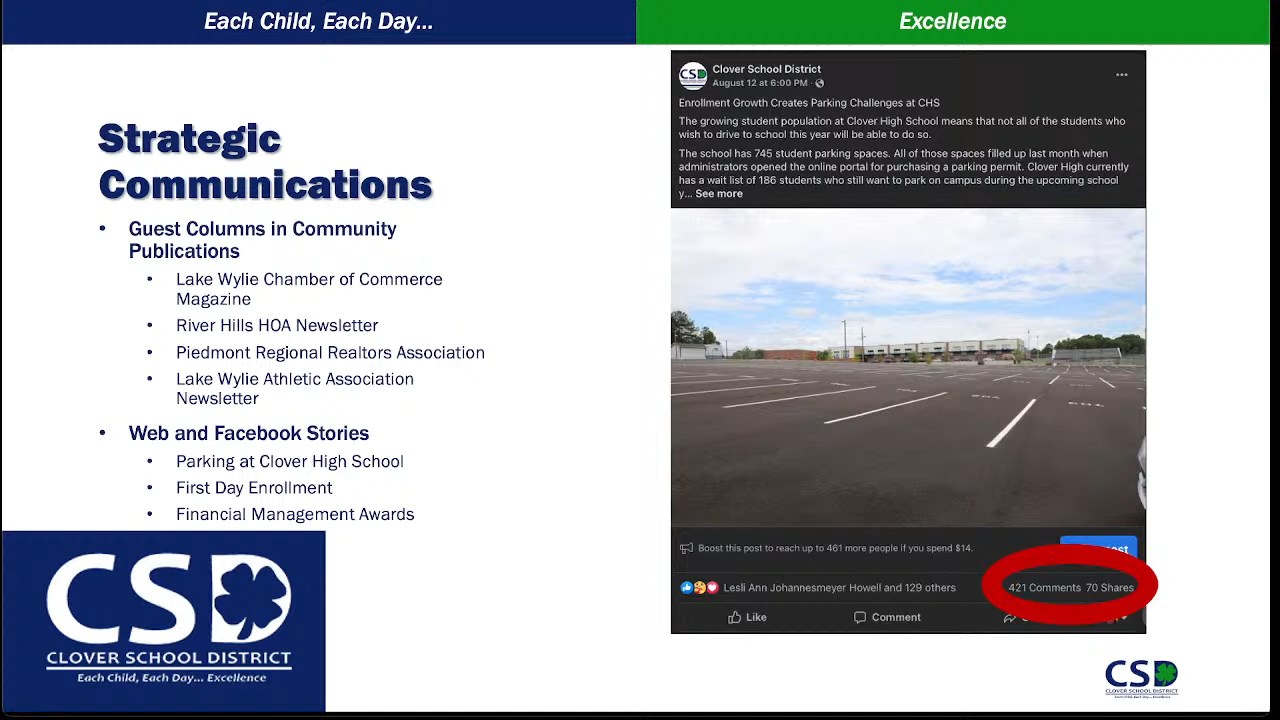 Each Child, Each Day...
Excellence
Strategic
Communications
• Guest Columns in Community
Publications
• Lake Wylie Chamber of Commerce
Magazine
• River Hills HOA Newsletter
• Piedmont Regional Realtors Association
• Lake Wylie Athletic Association
Newsletter
• Web and Facebook Stories
• Parking at Clover High School
• First Day Enrollment
• Financial Management Awards
CSD
CLOVER SCHOOL DISTRICT
Each Child, Each Day... Excellence
CSD
Clover School District
August 12 at 6:00 PM ·
Enrollment Growth Creates Parking Challenges at CHS
The growing student population at Clover High School means that not all of the students who
wish to drive to school this year will be able to do so.
The school has 745 student parking spaces. All of those spaces filled up last month when
administrators opened the online portal for purchasing a parking permit. Clover High currently
has a wait list of 186 students who still want to park on campus during the upcoming school
y... See more
Boost this post to reach up to 461 more people if you spend $14.
Lesli Ann Johannesmeyer Howell and 129 others
421 Comments 70 Shares
Like
Comment
CSD
CLOVER SCHOOL DISTRICT
Each Child, Each Day... Excellence